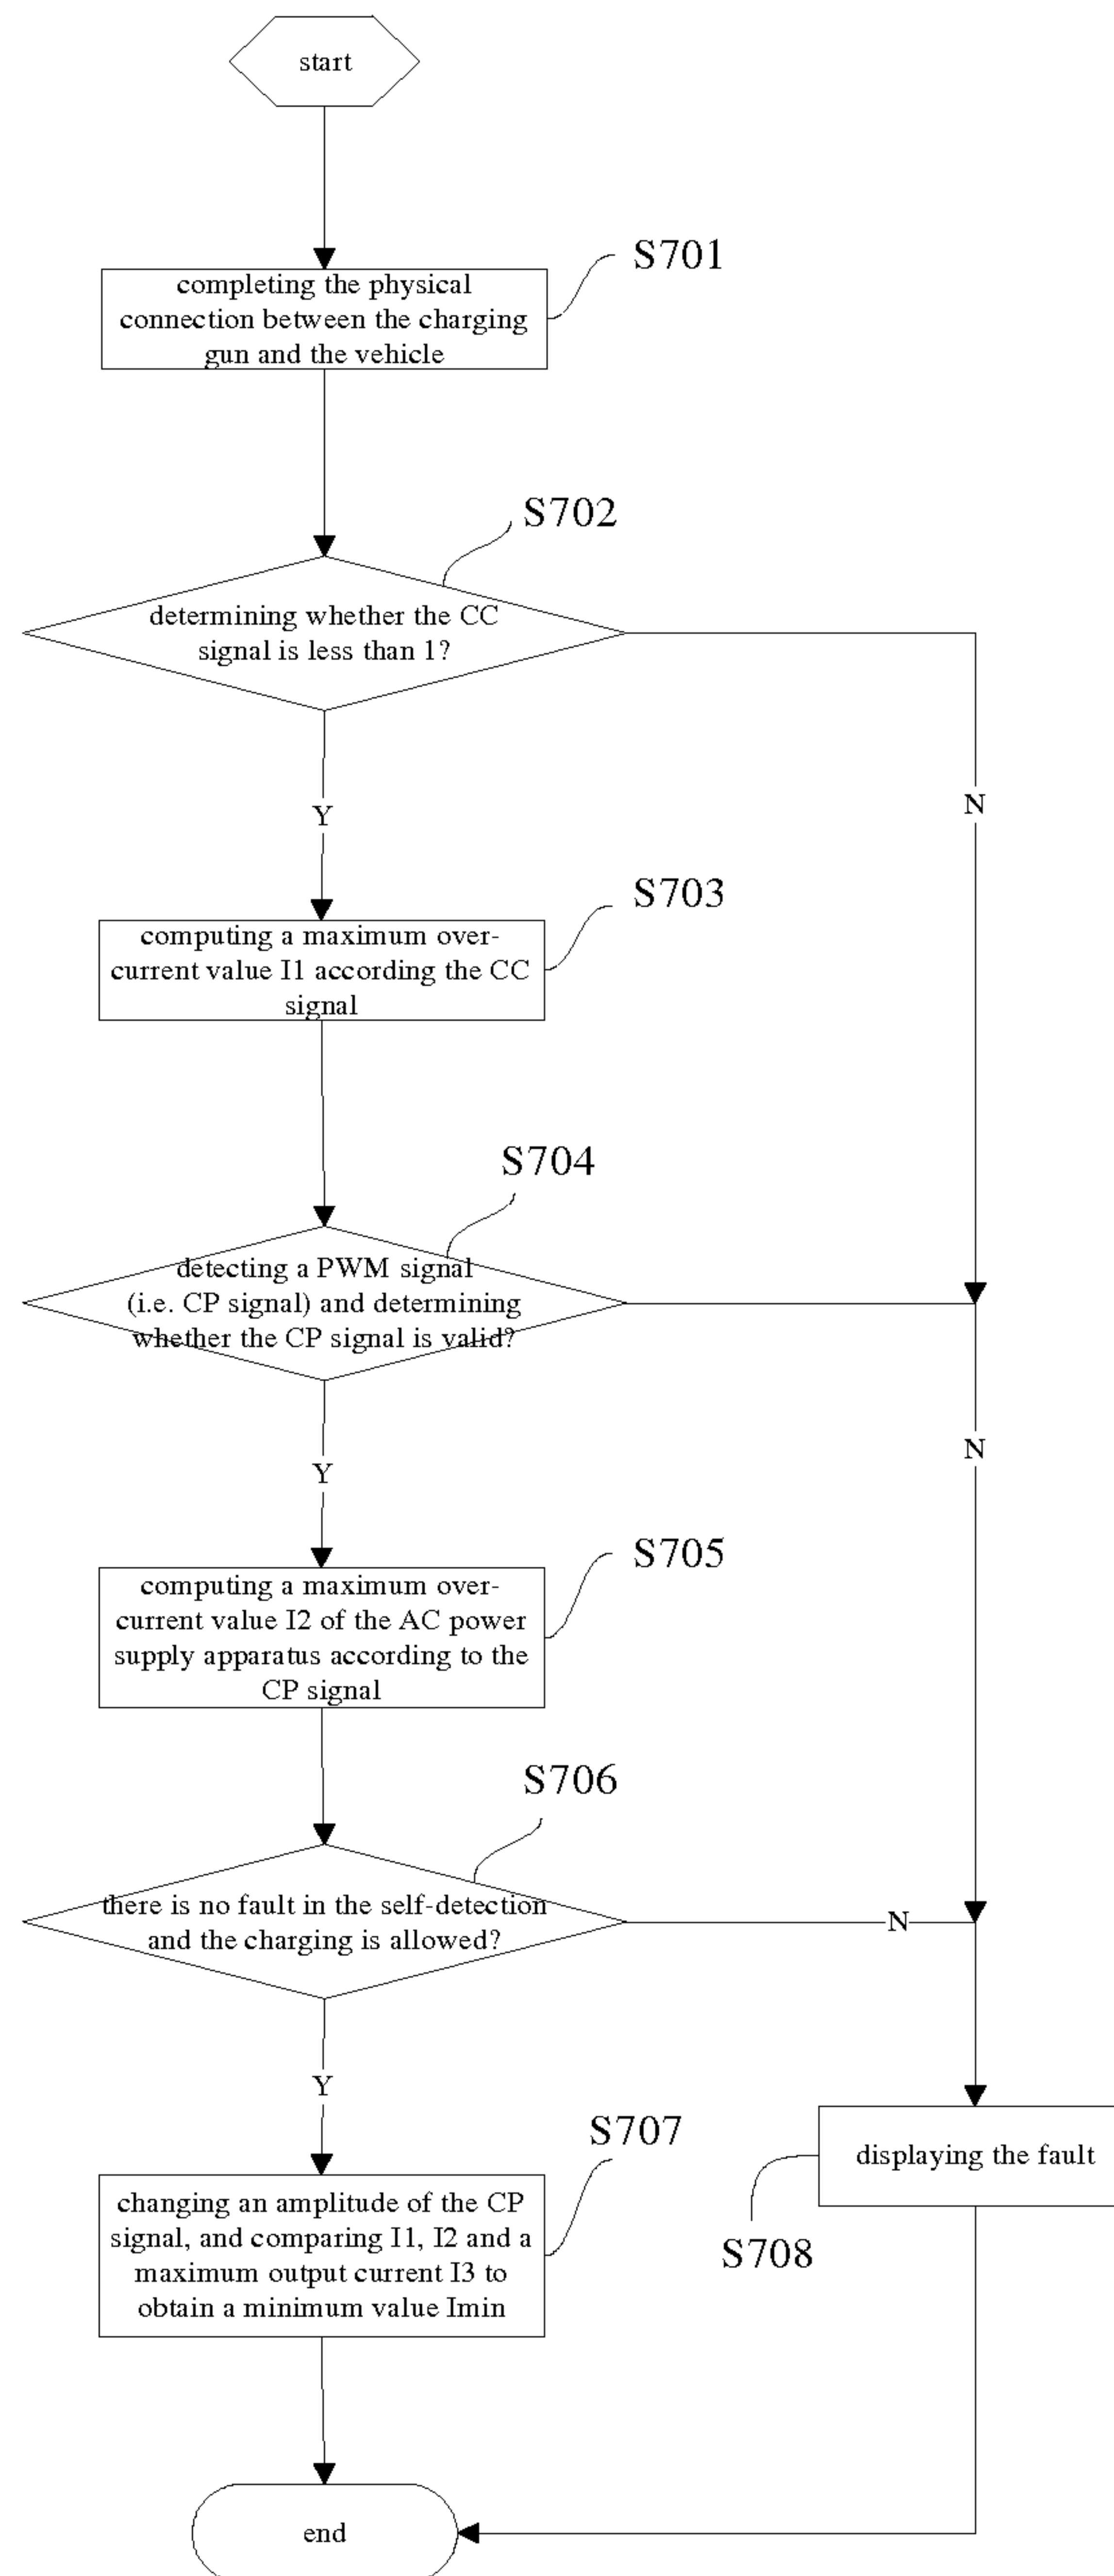 start
S701
completing the physical
connection between the charging
gun and the vehicle
S702
determining whether the CC
signal is less than 1?
N
Y
S703
computing a maximum over-
current value I1 according the CC
signal
S704
detecting a PWM signal
(i.e. CP signal) and determining
whether the CP signal is valid?
N
Y
S705
computing a maximum over-
current value I2 of the AC power
supply apparatus according to the
CP signal
S706
there is no fault in the self-detection
and the charging is allowed?
N
Y
S707
changing an amplitude of the CP
signal, and comparing I1, I2 and a
maximum output current I3 to
obtain a minimum value Imin
displaying the fault
S708
end